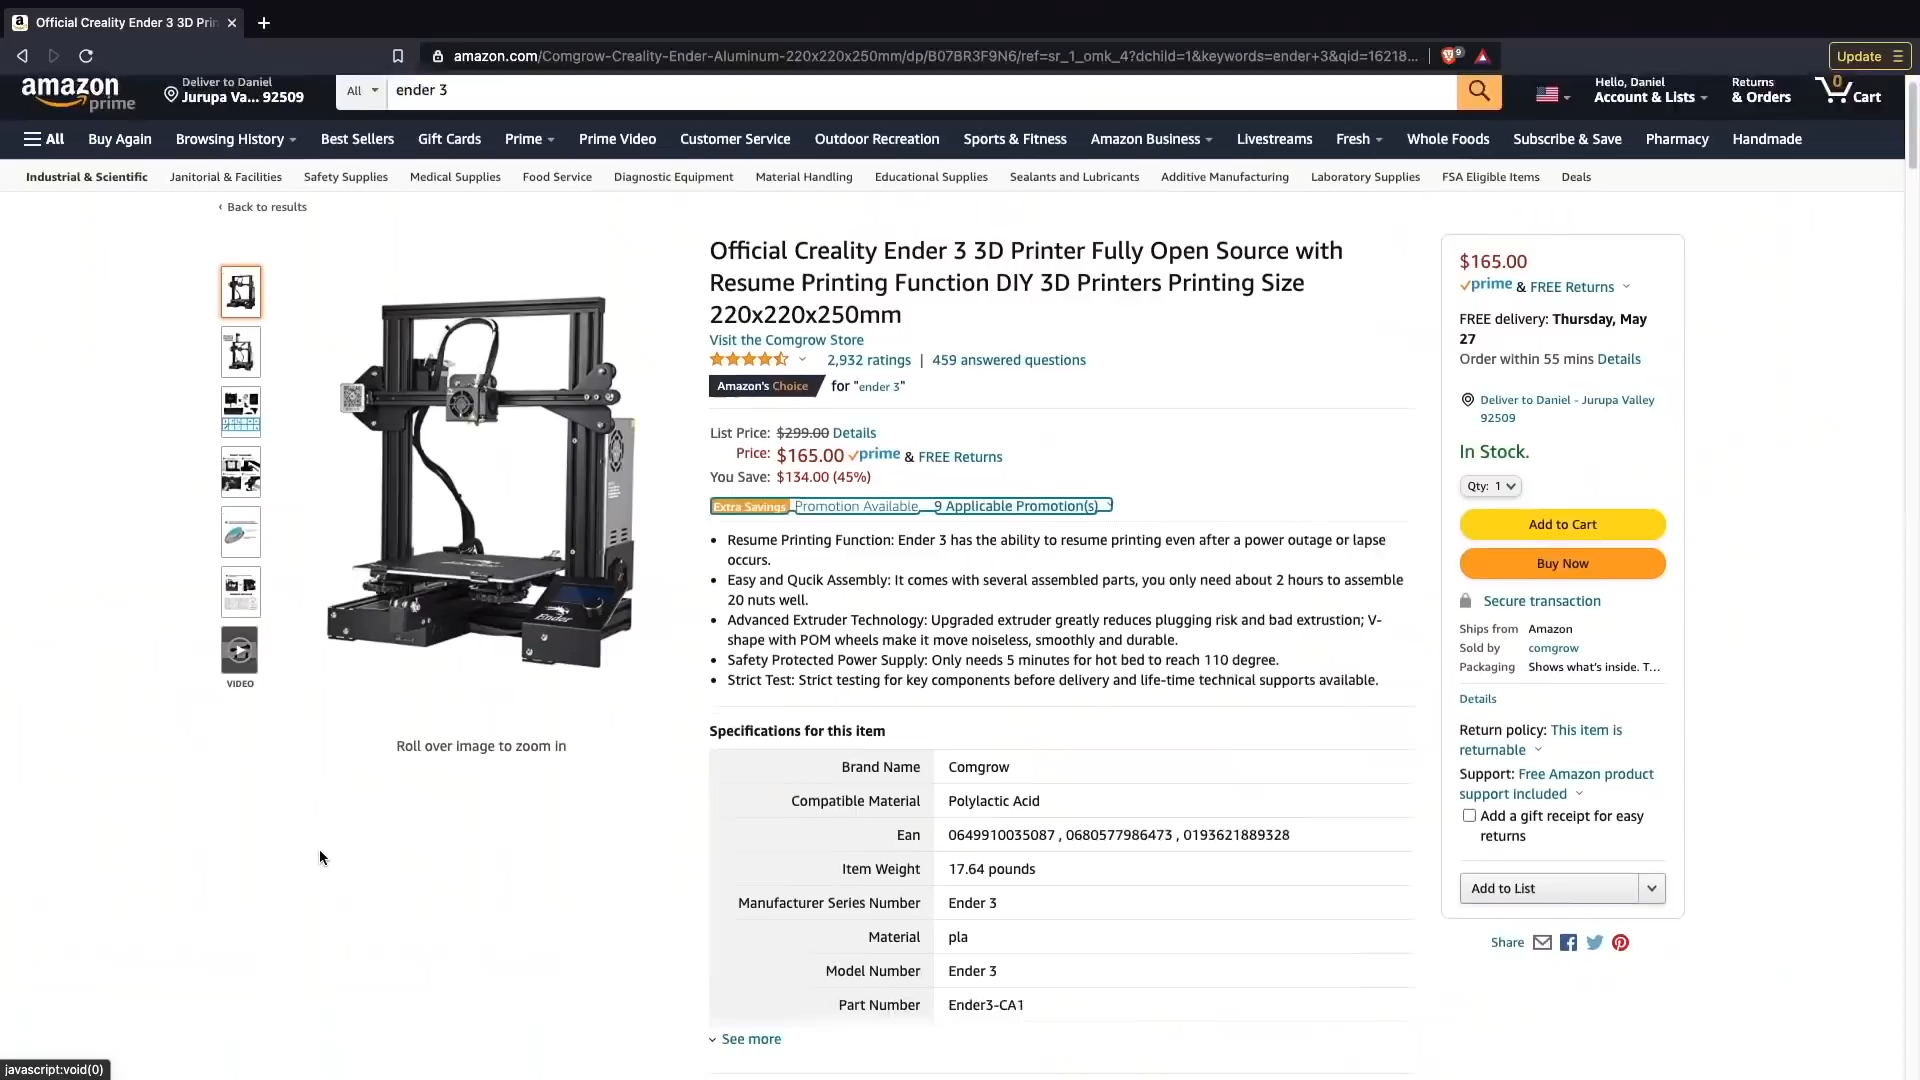 Official Creality Ender 3 3D Prin
amazon.com/Comgrow-Creality-Ender-Aluminum-220x220x250mm/dp/B07BR3F9N6/ref=sr_1_omk_4?dchild=1&keywords=ender+3&qid=16218...
9
Update
amazon prime
Deliver to Daniel
Jurupa Va... 92509
All
ender 3
Hello, Daniel
Account & Lists
Returns
& Orders
0
Cart
All Buy Again Browsing History Best Sellers Gift Cards Prime Prime Video Customer Service Outdoor Recreation Sports & Fitness Amazon Business Livestreams Fresh Whole Foods Subscribe & Save Pharmacy Handmade
Industrial & Scientific Janitorial & Facilities Safety Supplies Medical Supplies Food Service Diagnostic Equipment Material Handling Educational Supplies Sealants and Lubricants Additive Manufacturing Laboratory Supplies FSA Eligible Items Deals
‹ Back to results
VIDEO
Ender
Roll over image to zoom in
Official Creality Ender 3 3D Printer Fully Open Source with
Resume Printing Function DIY 3D Printers Printing Size
220x220x250mm
Visit the Comgrow Store
2,932 ratings | 459 answered questions
Amazon's Choice for "ender 3"
List Price: $299.00 Details
Price: $165.00 prime & FREE Returns
You Save: $134.00 (45%)
Extra Savings Promotion Available 9 Applicable Promotion(s)
• Resume Printing Function: Ender 3 has the ability to resume printing even after a power outage or lapse
occurs.
• Easy and Qucik Assembly: It comes with several assembled parts, you only need about 2 hours to assemble
20 nuts well.
• Advanced Extruder Technology: Upgraded extruder greatly reduces plugging risk and bad extrustion; V-
shape with POM wheels make it move noiseless, smoothly and durable.
• Safety Protected Power Supply: Only needs 5 minutes for hot bed to reach 110 degree.
• Strict Test: Strict testing for key components before delivery and life-time technical supports available.
Specifications for this item
Brand Name Comgrow
Compatible Material Polylactic Acid
Ean 0649910035087 , 0680577986473 , 0193621889328
Item Weight 17.64 pounds
Manufacturer Series Number Ender 3
Material pla
Model Number Ender 3
Part Number Ender3-CA1
See more
$165.00
prime & FREE Returns
FREE delivery: Thursday, May
27
Order within 55 mins Details
Deliver to Daniel - Jurupa Valley
92509
In Stock.
Qty: 1
Add to Cart
Buy Now
Secure transaction
Ships from Amazon
Sold by comgrow
Packaging Shows what's inside. T...
Details
Return policy: This item is
returnable
Support: Free Amazon product
support included
Add a gift receipt for easy
returns
Add to List
Share
javascript:void(0)